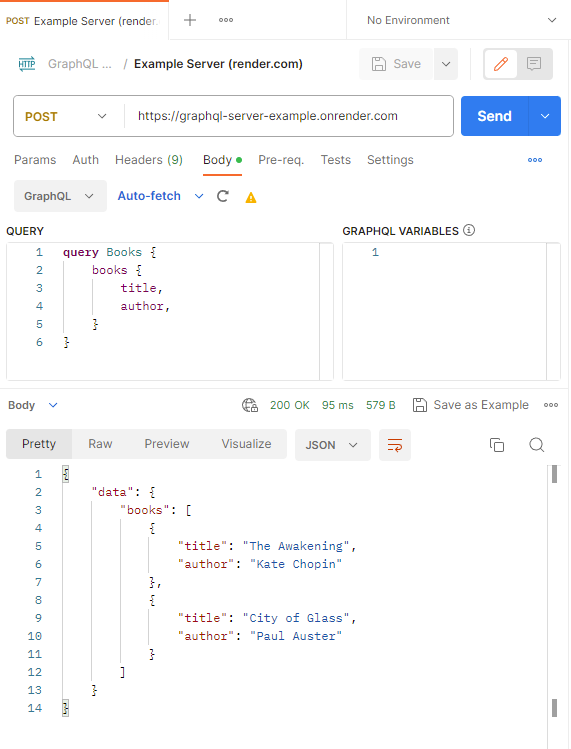 POST Example Server (render.
No Environment
HTTP GraphQL ... / Example Server (render.com)
Save
POST https://graphql-server-example.onrender.com Send
Params Auth Headers (9) Body Pre-req. Tests Settings
GraphQL Auto-fetch
QUERY
1 query Books {
2 books {
3 title,
4 author,
5 }
6 }
GRAPHQL VARIABLES
1
Body 200 OK 95 ms 579 B Save as Example
Pretty Raw Preview Visualize JSON
1 {
2 "data": {
3 "books": [
4 {
5 "title": "The Awakening",
6 "author": "Kate Chopin"
7 },
8 {
9 "title": "City of Glass",
10 "author": "Paul Auster"
11 }
12 ]
13 }
14 }